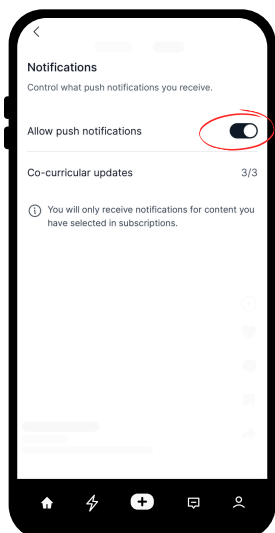 Notifications
Control what push notifications you receive.
Allow push notifications
Co-curricular updates 3/3
You will only receive notifications for content you
have selected in subscriptions.